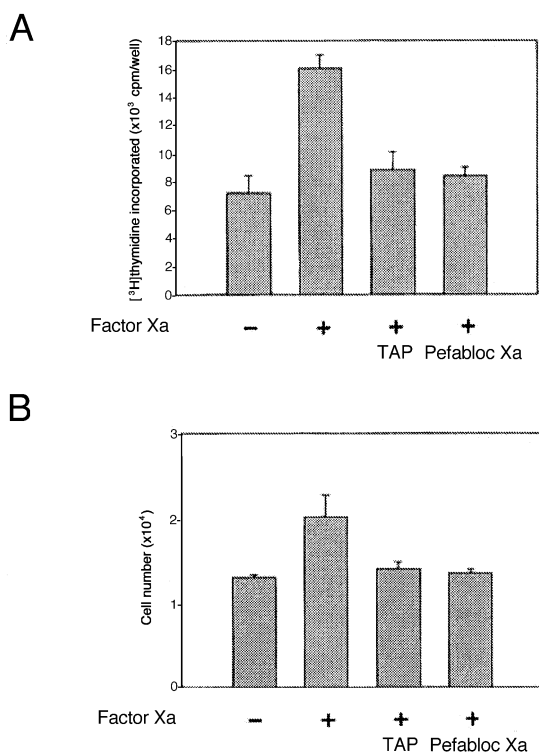 A
[³H]thymidine incorporated (x10³ cpm/well)
18
16
14
12
10
8
6
4
2
0
Factor Xa − + + +
TAP Pefabloc Xa
B
Cell number (x10⁴)
3
2
1
0
Factor Xa − + + +
TAP Pefabloc Xa